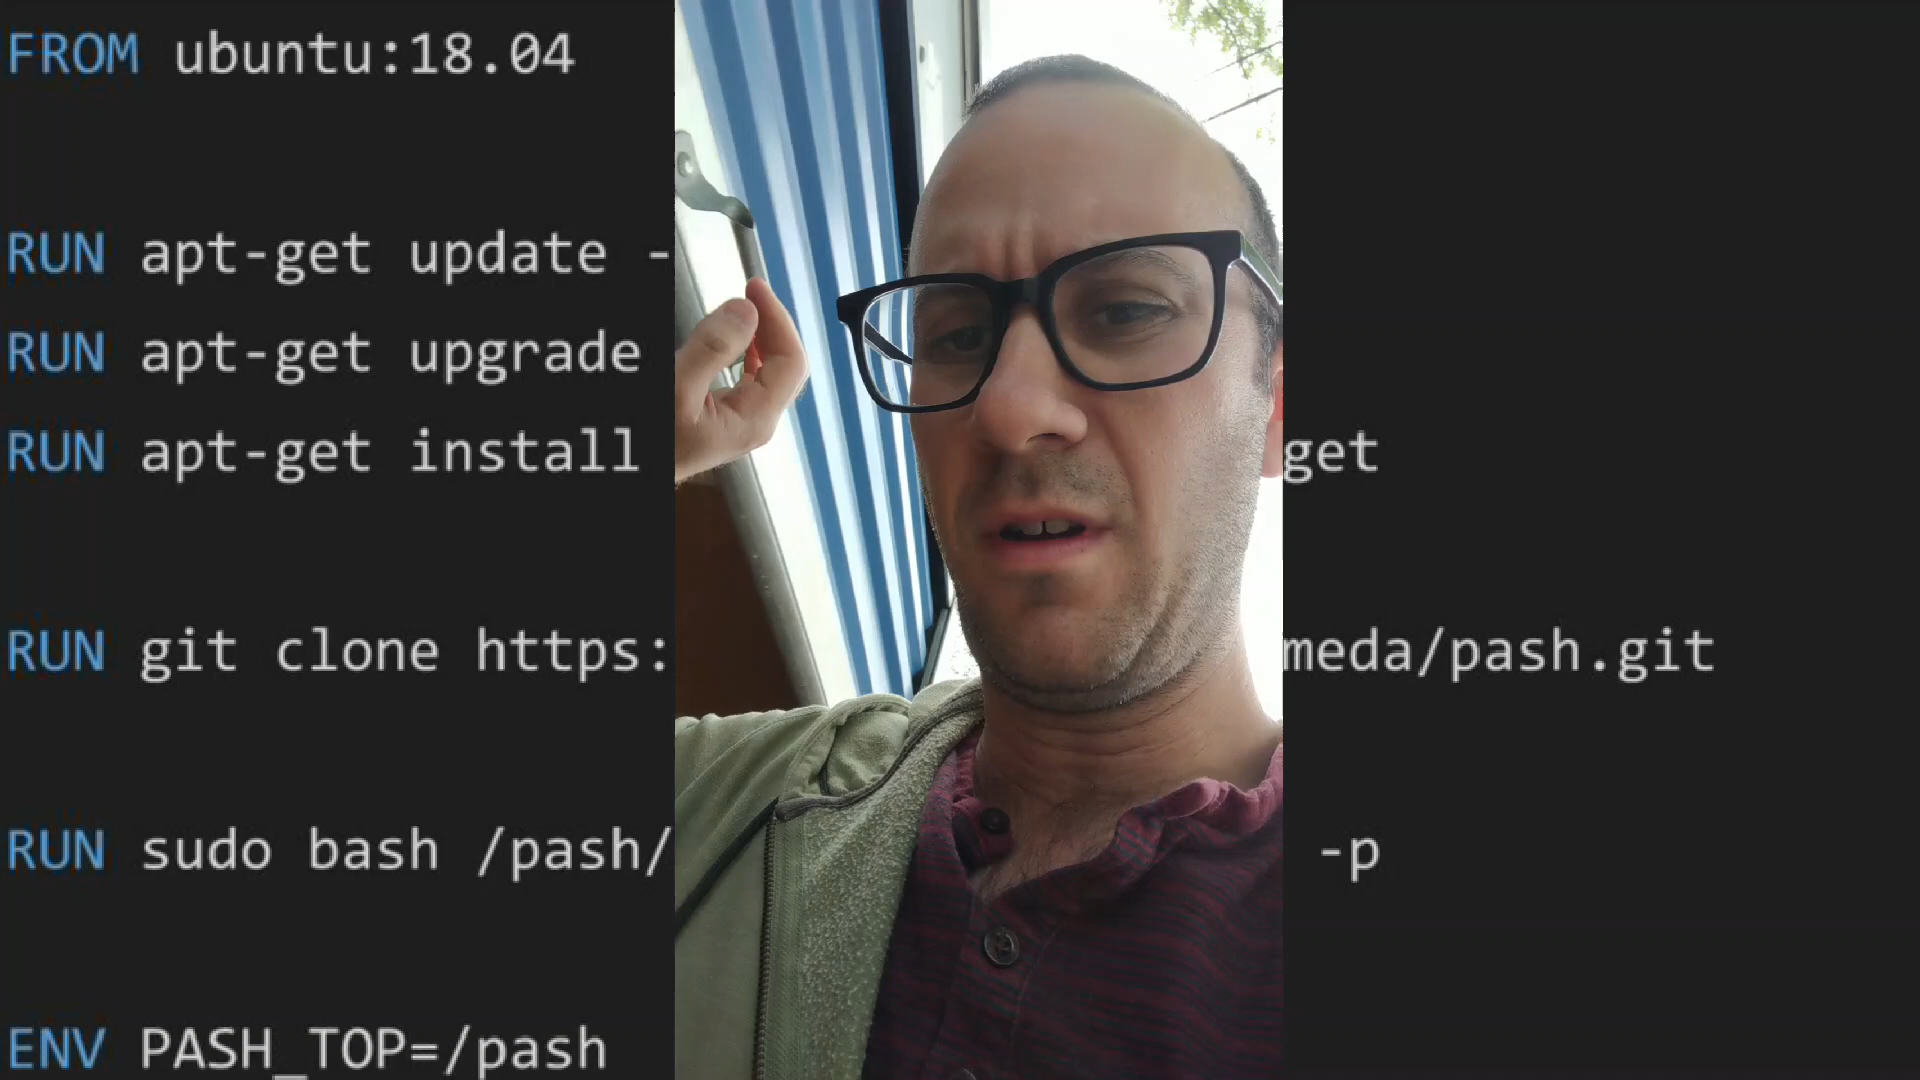 FROM ubuntu:18.04
RUN apt-get update -
RUN apt-get upgrade
RUN apt-get install get
RUN git clone https: meda/pash.git
RUN sudo bash /pash/ -p
ENV PASH_TOP=/pash